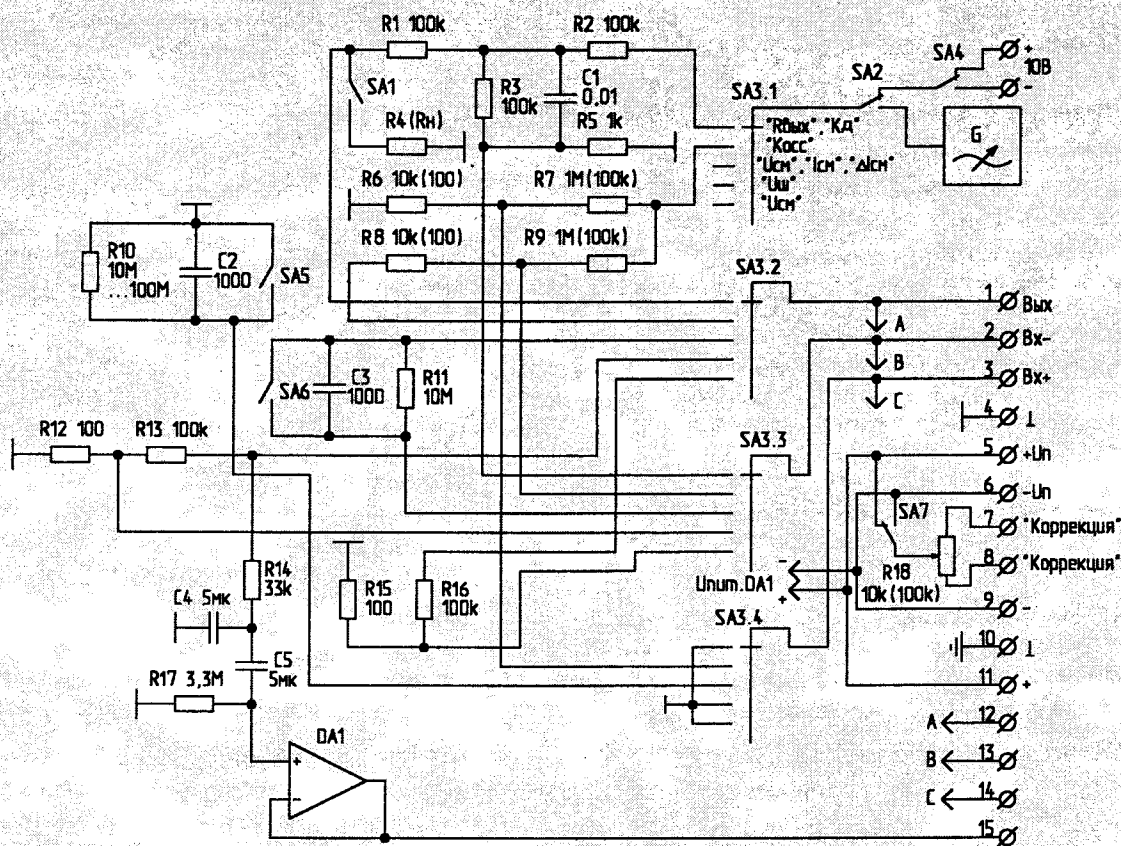 R1 100k
R2 100k
SA1
R3
100k
C1
0,01
SA3.1
SA2
SA4
+
10В
-
R4(Rн)
R5 1k
"Rвых","Кд"
"Косс"
"Uсм","Iсм","ΔIсм"
"Uш"
"Uсм"
G
R6 10k(100)
R7 1M(100k)
R8 10k(100)
R9 1M(100k)
R10
10M
...100M
C2
1000
SA5
SA3.2
1 Вых
A
2 Вх-
B
3 Вх+
C
4 ⊥
SA6
C3
1000
R11
10M
R12 100
R13 100k
SA3.3
5 +Uп
6 -Uп
SA7
7 "Коррекция"
8 "Коррекция"
R18
10k(100k)
-
Uпит.DA1
+
9 -
R14
33k
R15
100
R16
100k
C4 5мк
SA3.4
10 ⊥
C5
5мк
R17 3,3M
11 +
A 12
B 13
C 14
DA1
+
-
15